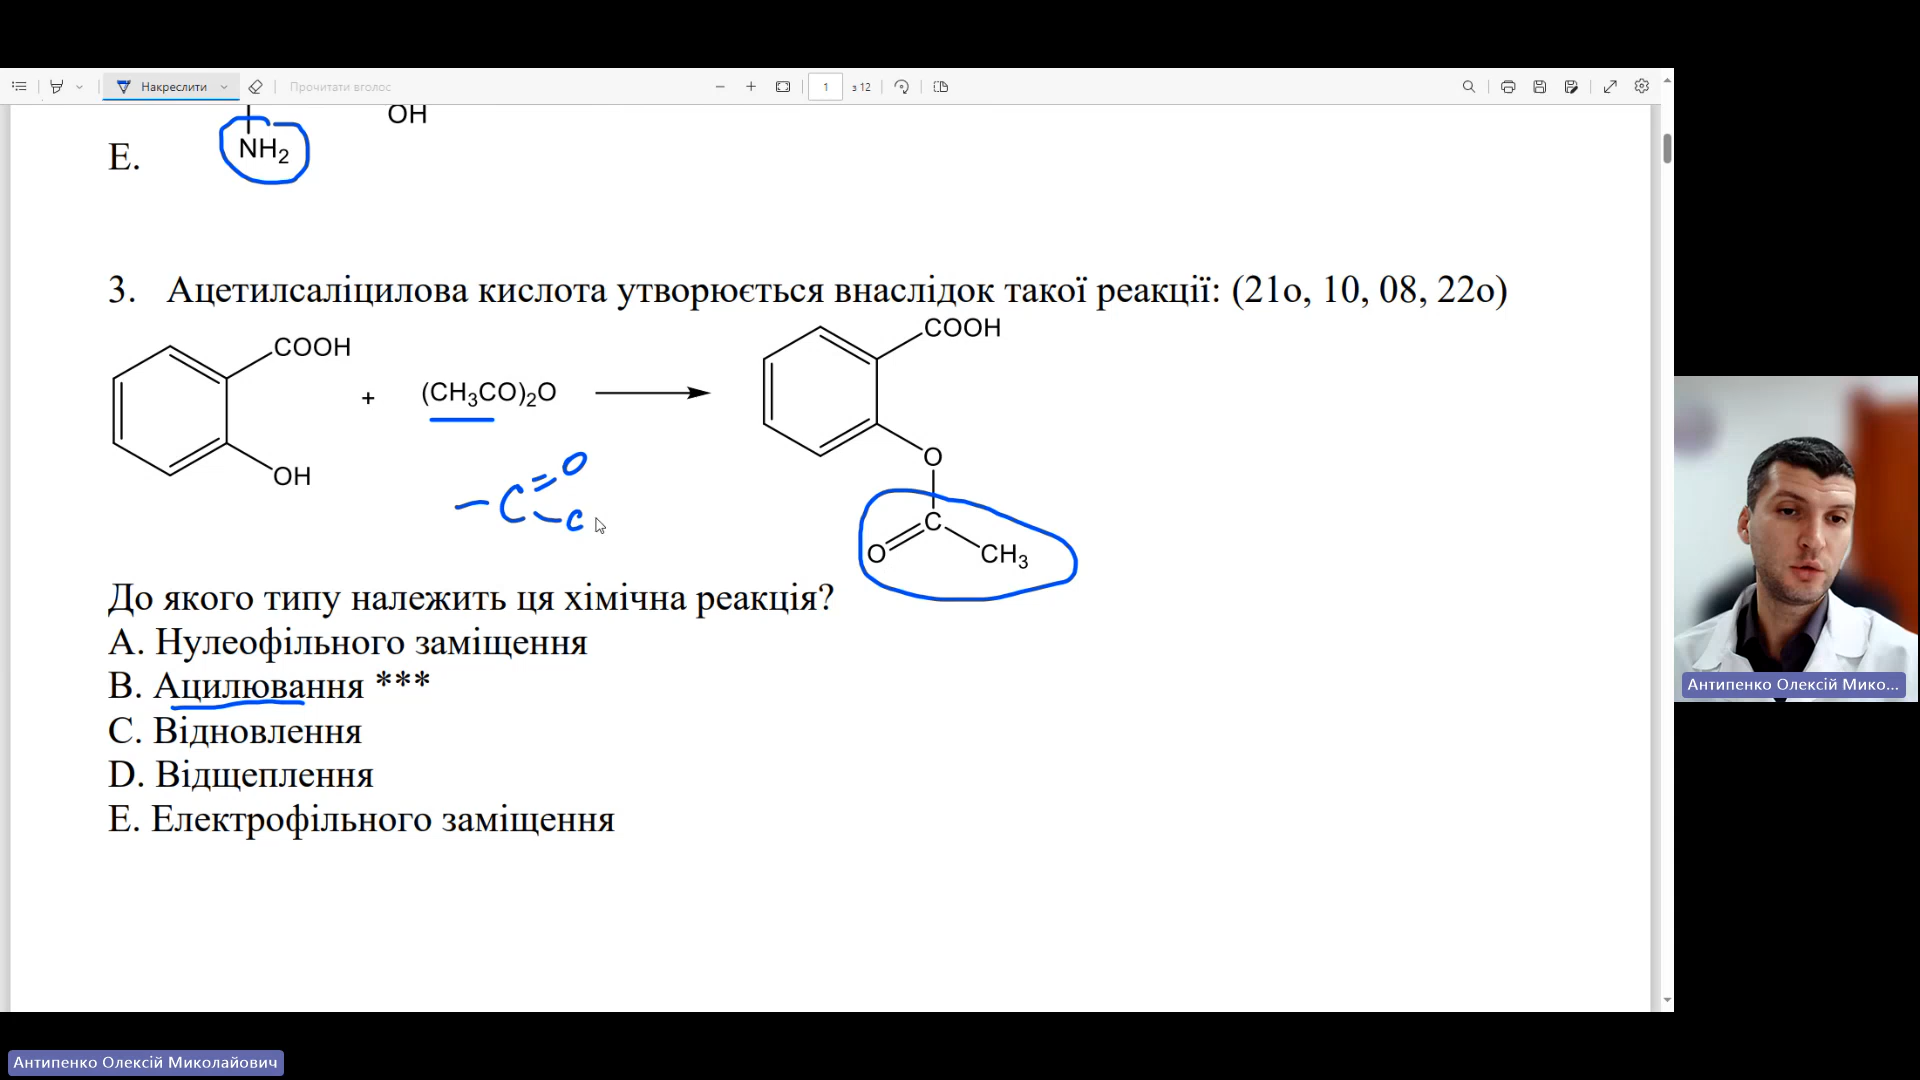 Накреслити
Прочитати вголос
1 з 12
OH
NH2
E.
3. Ацетилсаліцилова кислота утворюється внаслідок такої реакції: (21о, 10, 08, 22о)
COOH
OH
+
(CH3CO)2O
COOH
O
C
O
CH3
C=O
C
До якого типу належить ця хімічна реакція?
A. Нулеофільного заміщення
B. Ацилювання ***
C. Відновлення
D. Відщеплення
E. Електрофільного заміщення
Антипенко Олексій Мико...
Антипенко Олексій Миколайович